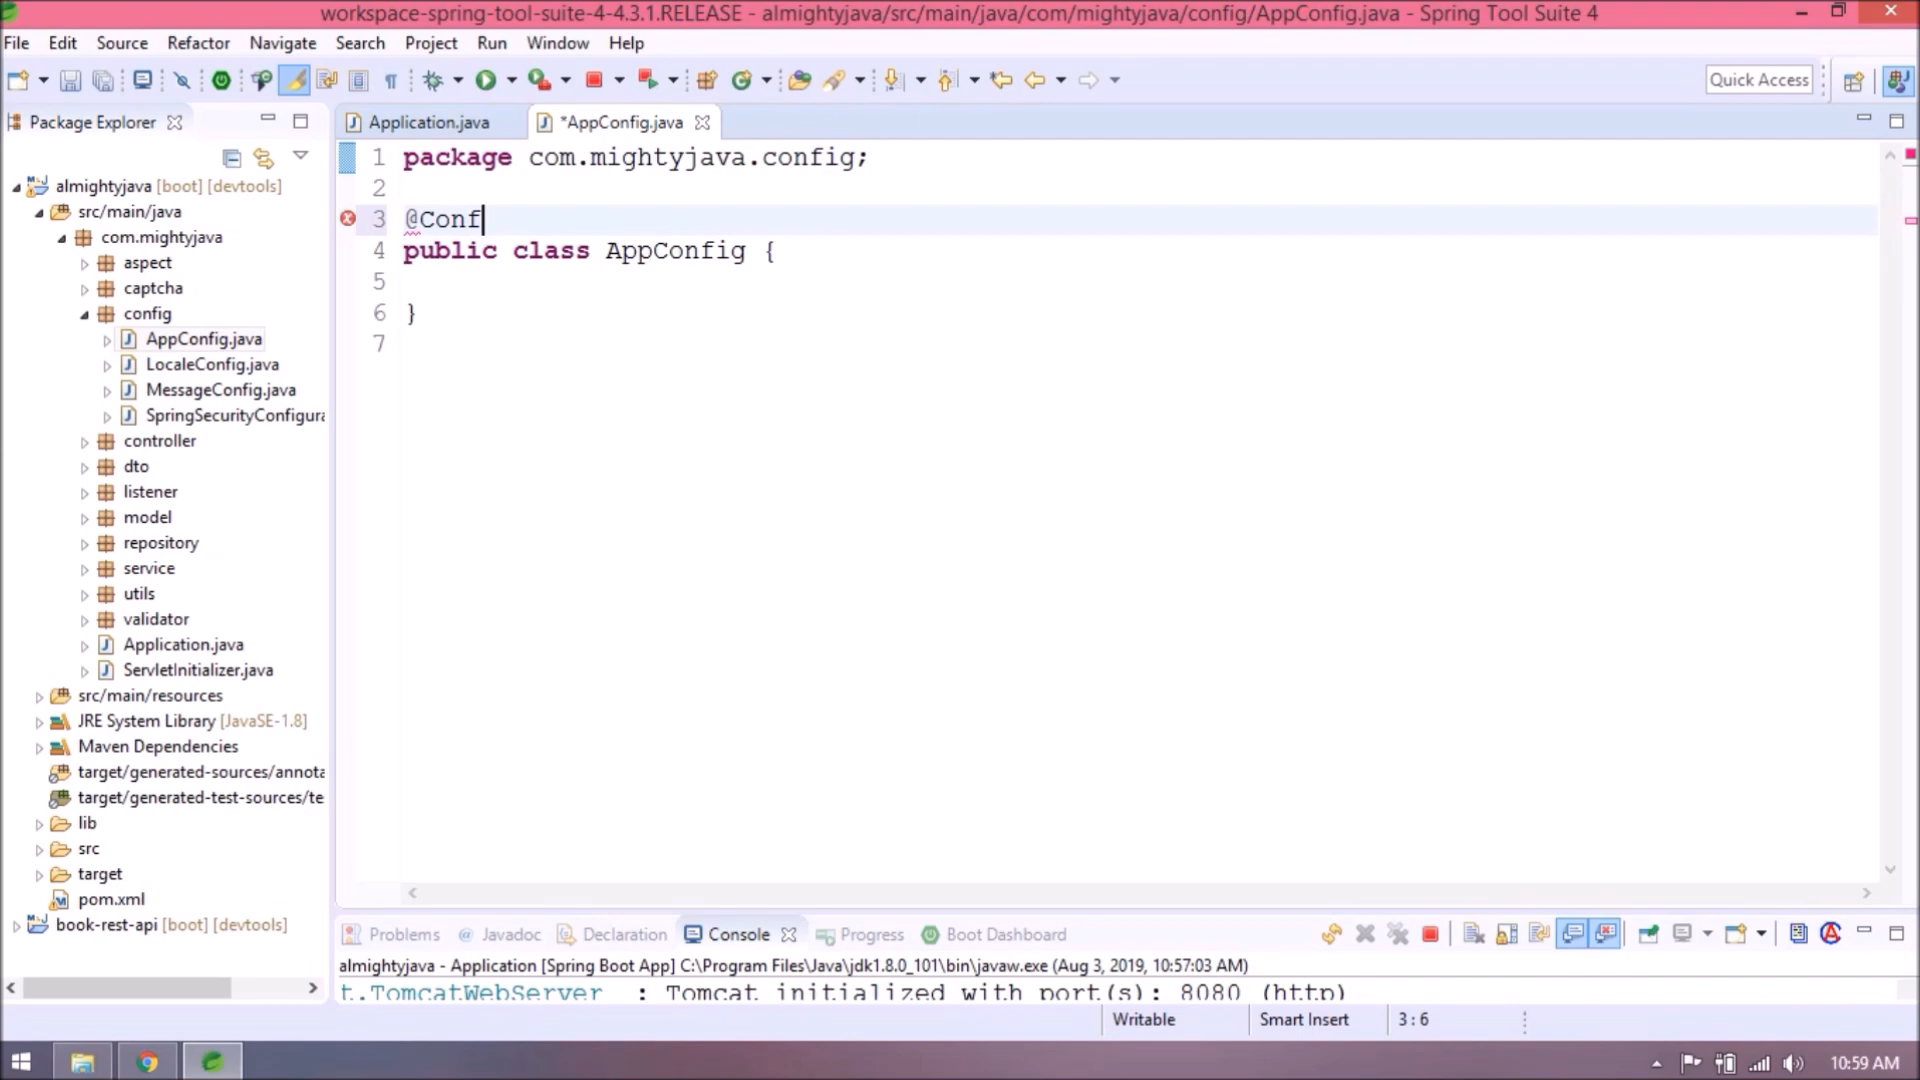 workspace-spring-tool-suite-4-4.3.1.RELEASE - almightyjava/src/main/java/com/mightyjava/config/AppConfig.java - Spring Tool Suite 4
File Edit Source Refactor Navigate Search Project Run Window Help
Quick Access
Package Explorer
Application.java
*AppConfig.java
almightyjava [boot] [devtools]
src/main/java
com.mightyjava
aspect
captcha
config
AppConfig.java
LocaleConfig.java
MessageConfig.java
SpringSecurityConfigura
controller
dto
listener
model
repository
service
utils
validator
Application.java
ServletInitializer.java
src/main/resources
JRE System Library [JavaSE-1.8]
Maven Dependencies
target/generated-sources/annota
target/generated-test-sources/te
lib
src
target
pom.xml
book-rest-api [boot] [devtools]
1 package com.mightyjava.config;
2
3 @Conf
4 public class AppConfig {
5
6 }
7
Problems @ Javadoc Declaration Console Progress Boot Dashboard
almightyjava - Application [Spring Boot App] C:\Program Files\Java\jdk1.8.0_101\bin\javaw.exe (Aug 3, 2019, 10:57:03 AM)
t.TomcatWebServer : Tomcat initialized with port(s): 8080 (http)
Writable Smart Insert 3 : 6
10:59 AM